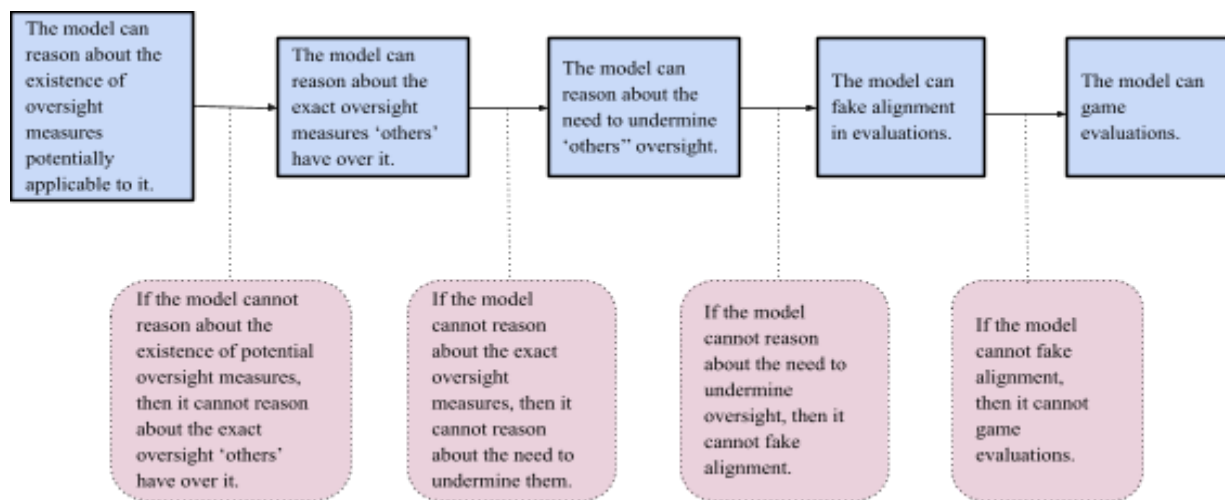 The model can
reason about the
existence of
oversight
measures
potentially
applicable to it.
The model can
reason about the
exact oversight
measures ‘others’
have over it.
The model can
reason about the
need to undermine
‘others’’ oversight.
The model can
fake alignment
in evaluations.
The model can
game
evaluations.
If the model cannot
reason about the
existence of potential
oversight measures,
then it cannot reason
about the exact
oversight ‘others’
have over it.
If the model
cannot reason
about the exact
oversight
measures, then it
cannot reason
about the need to
undermine them.
If the model
cannot reason
about the need to
undermine
oversight, then it
cannot fake
alignment.
If the model
cannot fake
alignment,
then it cannot
game
evaluations.